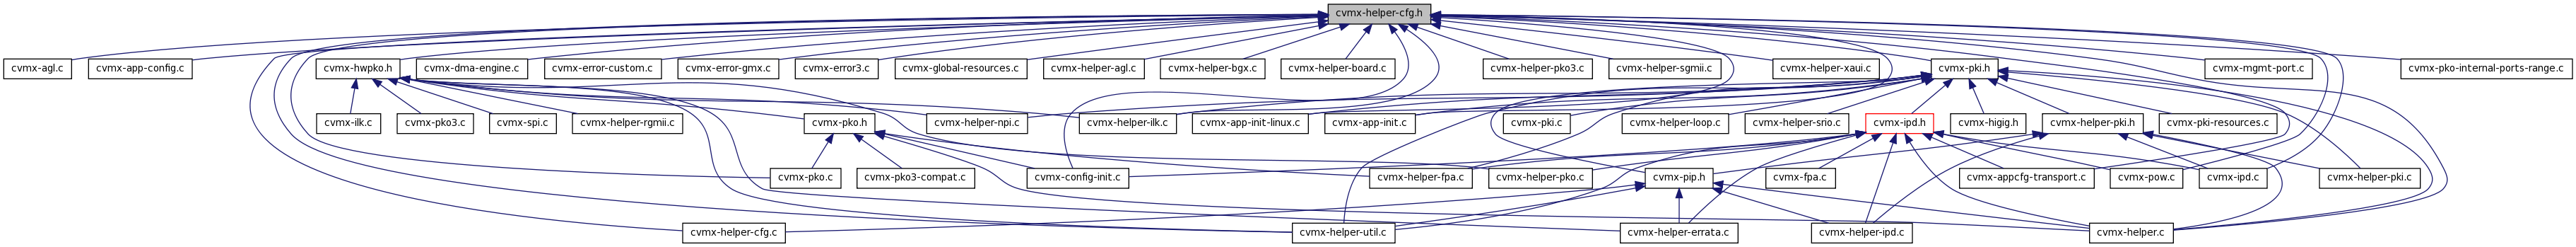 cvmx-helper-cfg.h
cvmx-agl.c
cvmx-app-config.c
cvmx-hwpko.h
cvmx-dma-engine.c
cvmx-error-custom.c
cvmx-error-gmx.c
cvmx-error3.c
cvmx-global-resources.c
cvmx-helper-agl.c
cvmx-helper-bgx.c
cvmx-helper-board.c
cvmx-helper-pko3.c
cvmx-helper-sgmii.c
cvmx-helper-xaui.c
cvmx-pki.h
cvmx-mgmt-port.c
cvmx-pko-internal-ports-range.c
cvmx-ilk.c
cvmx-pko3.c
cvmx-spi.c
cvmx-helper-rgmii.c
cvmx-pko.h
cvmx-helper-npi.c
cvmx-helper-ilk.c
cvmx-app-init-linux.c
cvmx-app-init.c
cvmx-pki.c
cvmx-helper-loop.c
cvmx-helper-srio.c
cvmx-ipd.h
cvmx-higig.h
cvmx-helper-pki.h
cvmx-pki-resources.c
cvmx-pko.c
cvmx-pko3-compat.c
cvmx-config-init.c
cvmx-helper-fpa.c
cvmx-helper-pko.c
cvmx-pip.h
cvmx-fpa.c
cvmx-appcfg-transport.c
cvmx-pow.c
cvmx-ipd.c
cvmx-helper-pki.c
cvmx-helper-cfg.c
cvmx-helper-util.c
cvmx-helper-errata.c
cvmx-helper-ipd.c
cvmx-helper.c